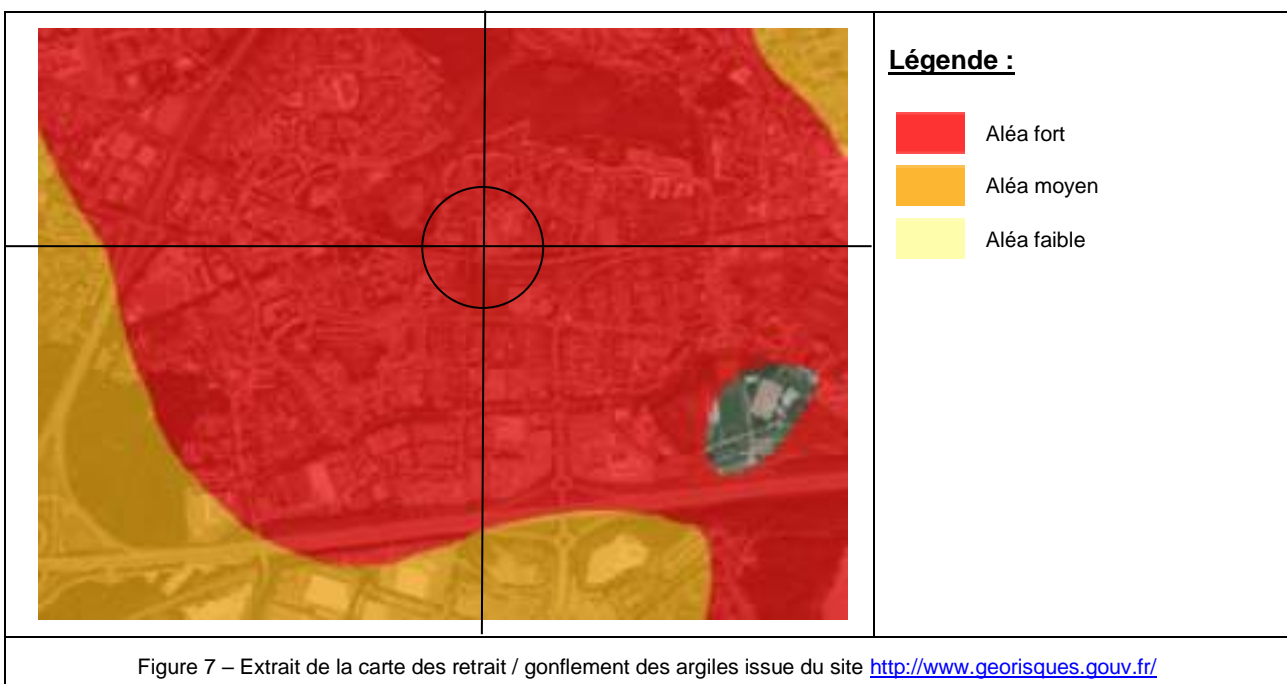 Légende :
Aléa fort
Aléa moyen
Aléa faible
Figure 7 – Extrait de la carte des retrait / gonflement des argiles issue du site http://www.georisques.gouv.fr/